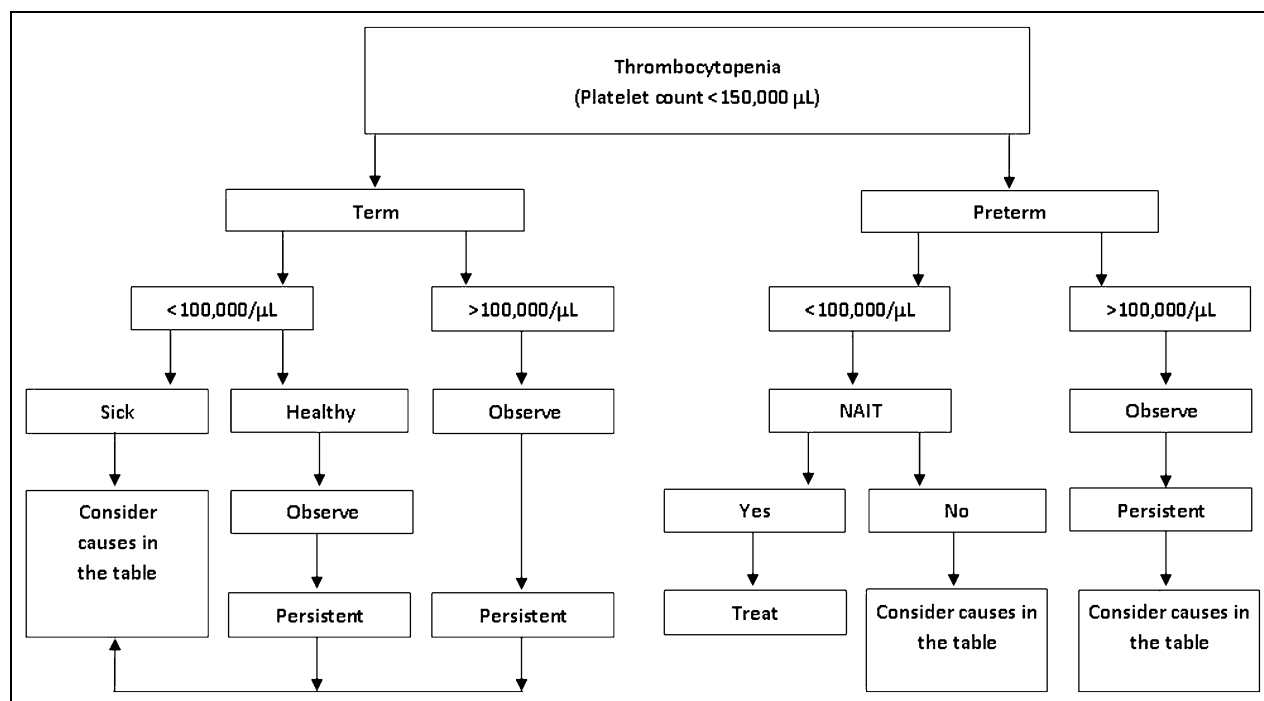 Thrombocytopenia
(Platelet count <150,000 µL)
Term
Preterm
<100,000/µL
>100,000/µL
<100,000/µL
>100,000/µL
Sick
Healthy
Observe
NAIT
Observe
Consider
causes in
the table
Observe
Yes
No
Persistent
Persistent
Persistent
Treat
Consider causes in
the table
Consider causes in
the table